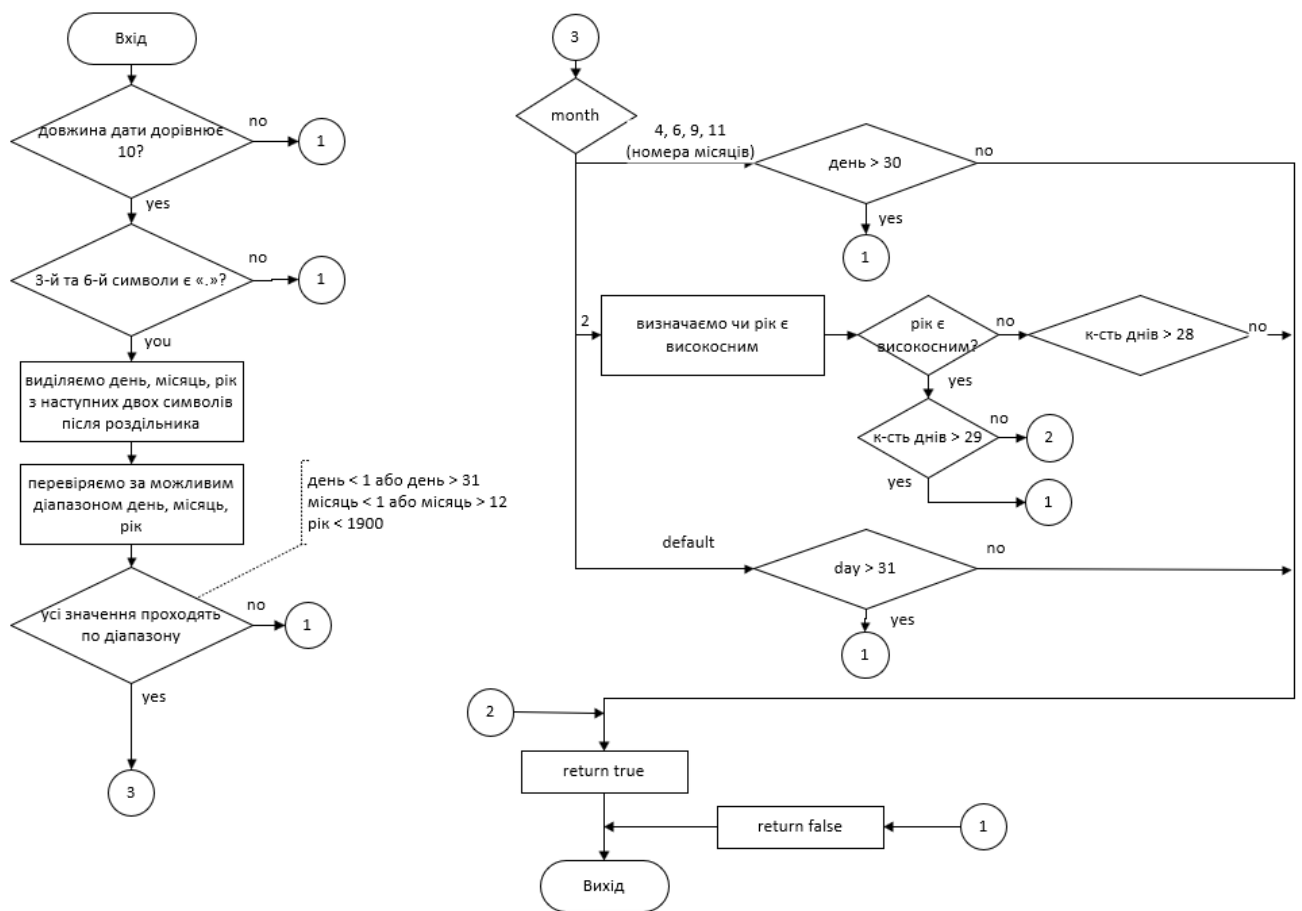 Вхід
довжина дати дорівнює
10?
no
1
yes
3-й та 6-й символи є «.»?
no
1
you
виділяємо день, місяць, рік
з наступних двох символів
після роздільника
перевіряємо за можливим
діапазоном день, місяць,
рік
день < 1 або день > 31
місяць < 1 або місяць > 12
рік < 1900
усі значення проходять
по діапазону
no
1
yes
3
3
month
4, 6, 9, 11
(номера місяців)
день > 30
no
yes
1
2
визначаємо чи рік є
високосним
рік є
високосним?
no
к-сть днів > 28
no
yes
к-сть днів > 29
no
2
yes
1
default
day > 31
no
yes
1
2
return true
return false
1
Вихід